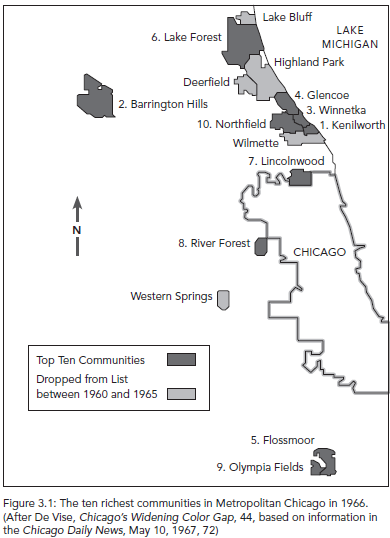 Lake Bluff
LAKE
MICHIGAN
6. Lake Forest
Highland Park
Deerfield
4. Glencoe
2. Barrington Hills
3. Winnetka
10. Northfield
1. Kenilworth
Wilmette
7. Lincolnwood
N
8. River Forest
CHICAGO
Western Springs
Top Ten Communities
Dropped from List
between 1960 and 1965
5. Flossmoor
9. Olympia Fields
Figure 3.1: The ten richest communities in Metropolitan Chicago in 1966.
(After De Vise, Chicago's Widening Color Gap, 44, based on information in
the Chicago Daily News, May 10, 1967, 72)